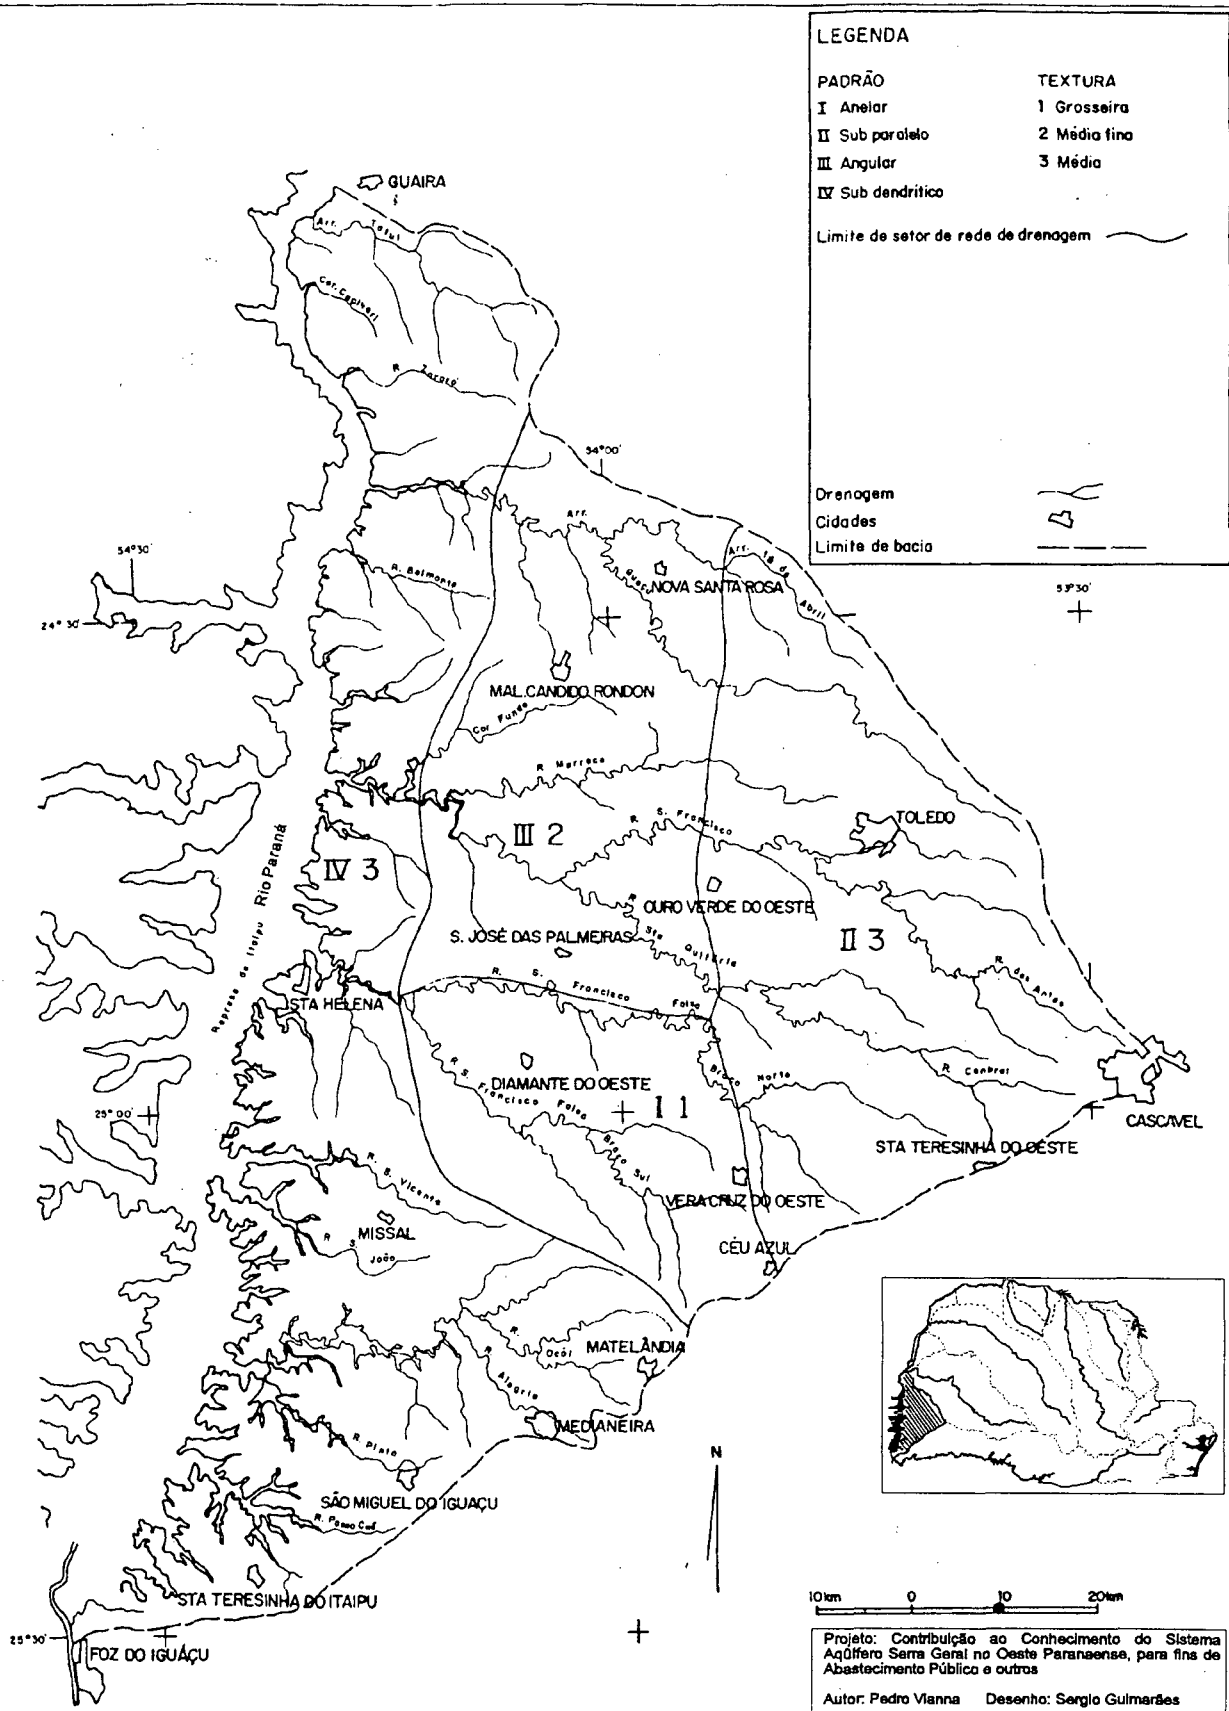 LEGENDA
PADRÃO TEXTURA
I Anelar 1 Grosseira
II Sub paralelo 2 Média fina
III Angular 3 Média
IV Sub dendrítico
Limite de setor de rede de drenagem
Drenagem
Cidades
Limite de bacia
GUAIRA
Arr. Tatuí
R.
54°00'
54°30'
53°30'
24° 30'
Arr.
Guaçu
Arr. 18 de Abril
R. Belmonte
NOVA SANTA ROSA
MAL. CANDIDO RONDON
Cor Fundo
R. Marreco
R. S. Francisco
TOLEDO
III 2
IV 3
Represa de Itaipu Rio Paraná
OURO VERDE DO OESTE
II 3
S. JOSÉ DAS PALMEIRAS
R. Sta Quitéria
R. das Antas
STA HELENA
R. S. Francisco Falso
DIAMANTE DO OESTE
Braço Norte
R. Central
R. S. Francisco Falso
Braço Sul
I 1
25° 00'
CASCAVEL
STA TERESINHA DO OESTE
R. S. Vicente
VERA CRUZ DO OESTE
MISSAL
R. S. João
CÉU AZUL
R. Ocoí
MATELÂNDIA
R. Alegria
MEDIANEIRA
R. Pinto
N
SÃO MIGUEL DO IGUAÇU
R. Passo Cuê
STA TERESINHA DO ITAIPU
10km 0 10 20km
25°30'
FOZ DO IGUAÇU
Projeto: Contribuição ao Conhecimento do Sistema
Aqüífero Serra Geral no Oeste Paranaense, para fins de
Abastecimento Público e outros
Autor: Pedro Vianna Desenho: Sergio Guimarães